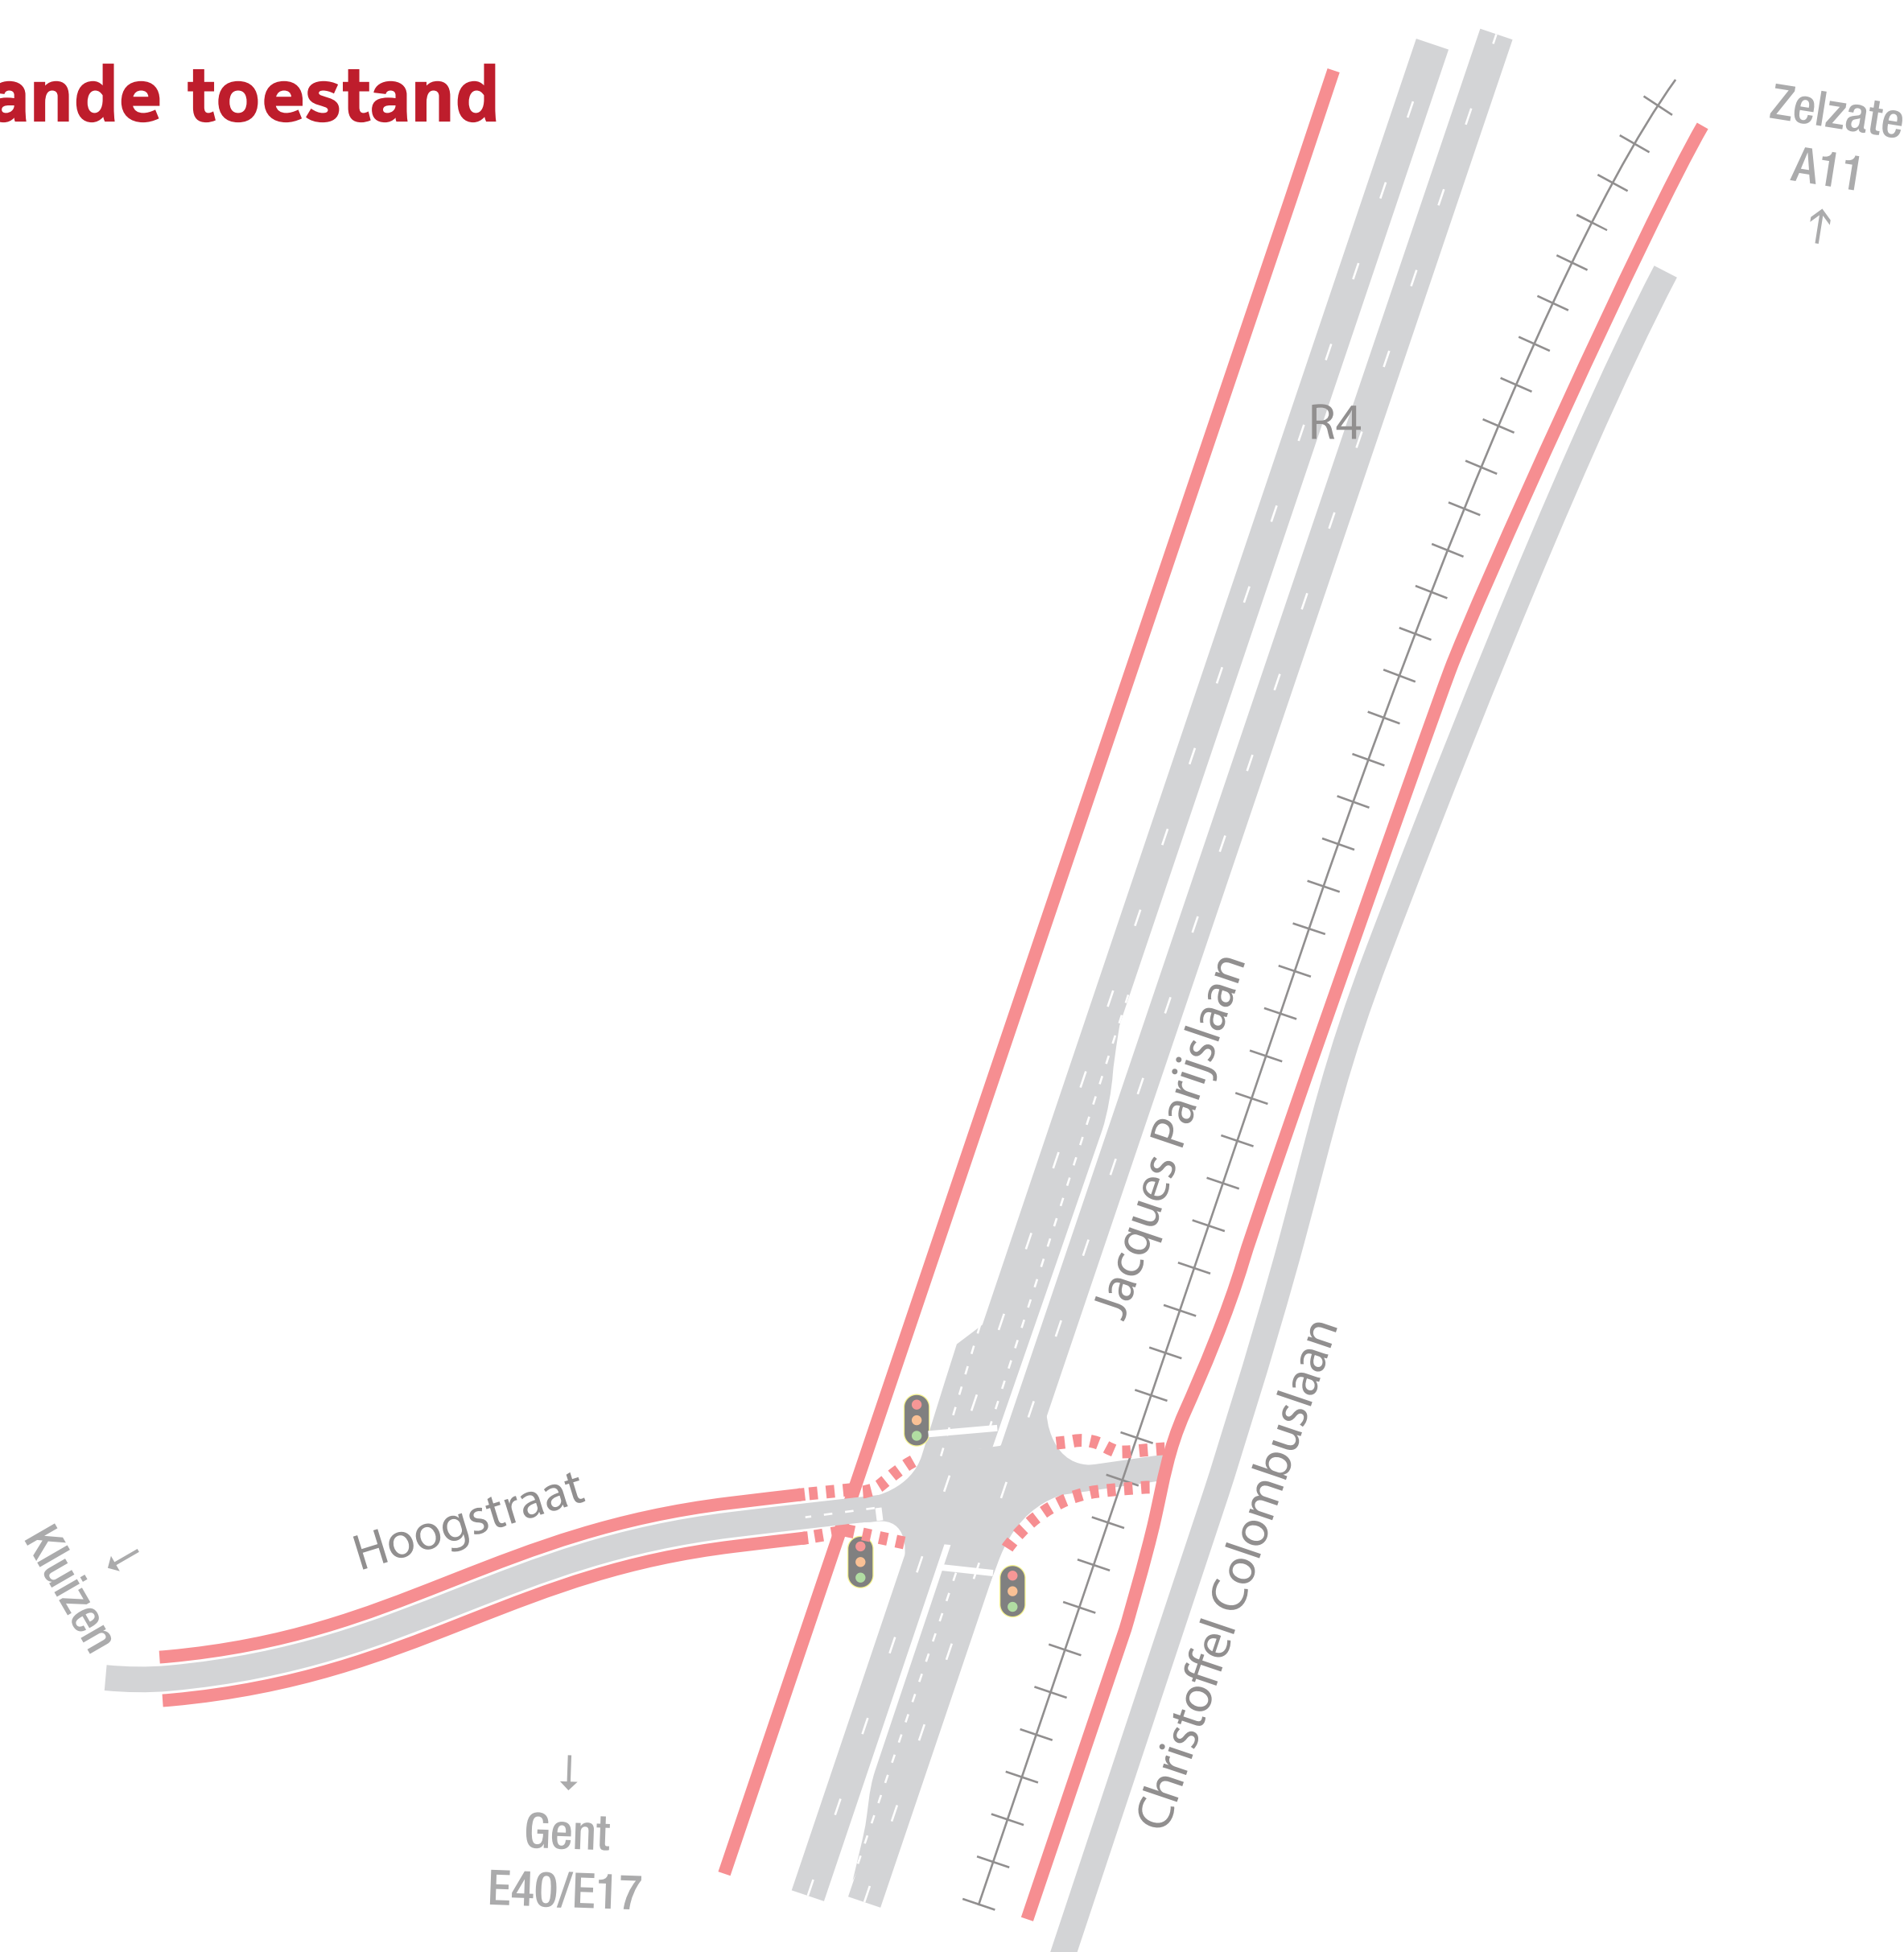 ande toestand
Zelzate
A11
↑
R4
Jacques Parijslaan
Christoffel Colombuslaan
Hoogstraat
←
Kluizen
↓
Gent
E40/E17